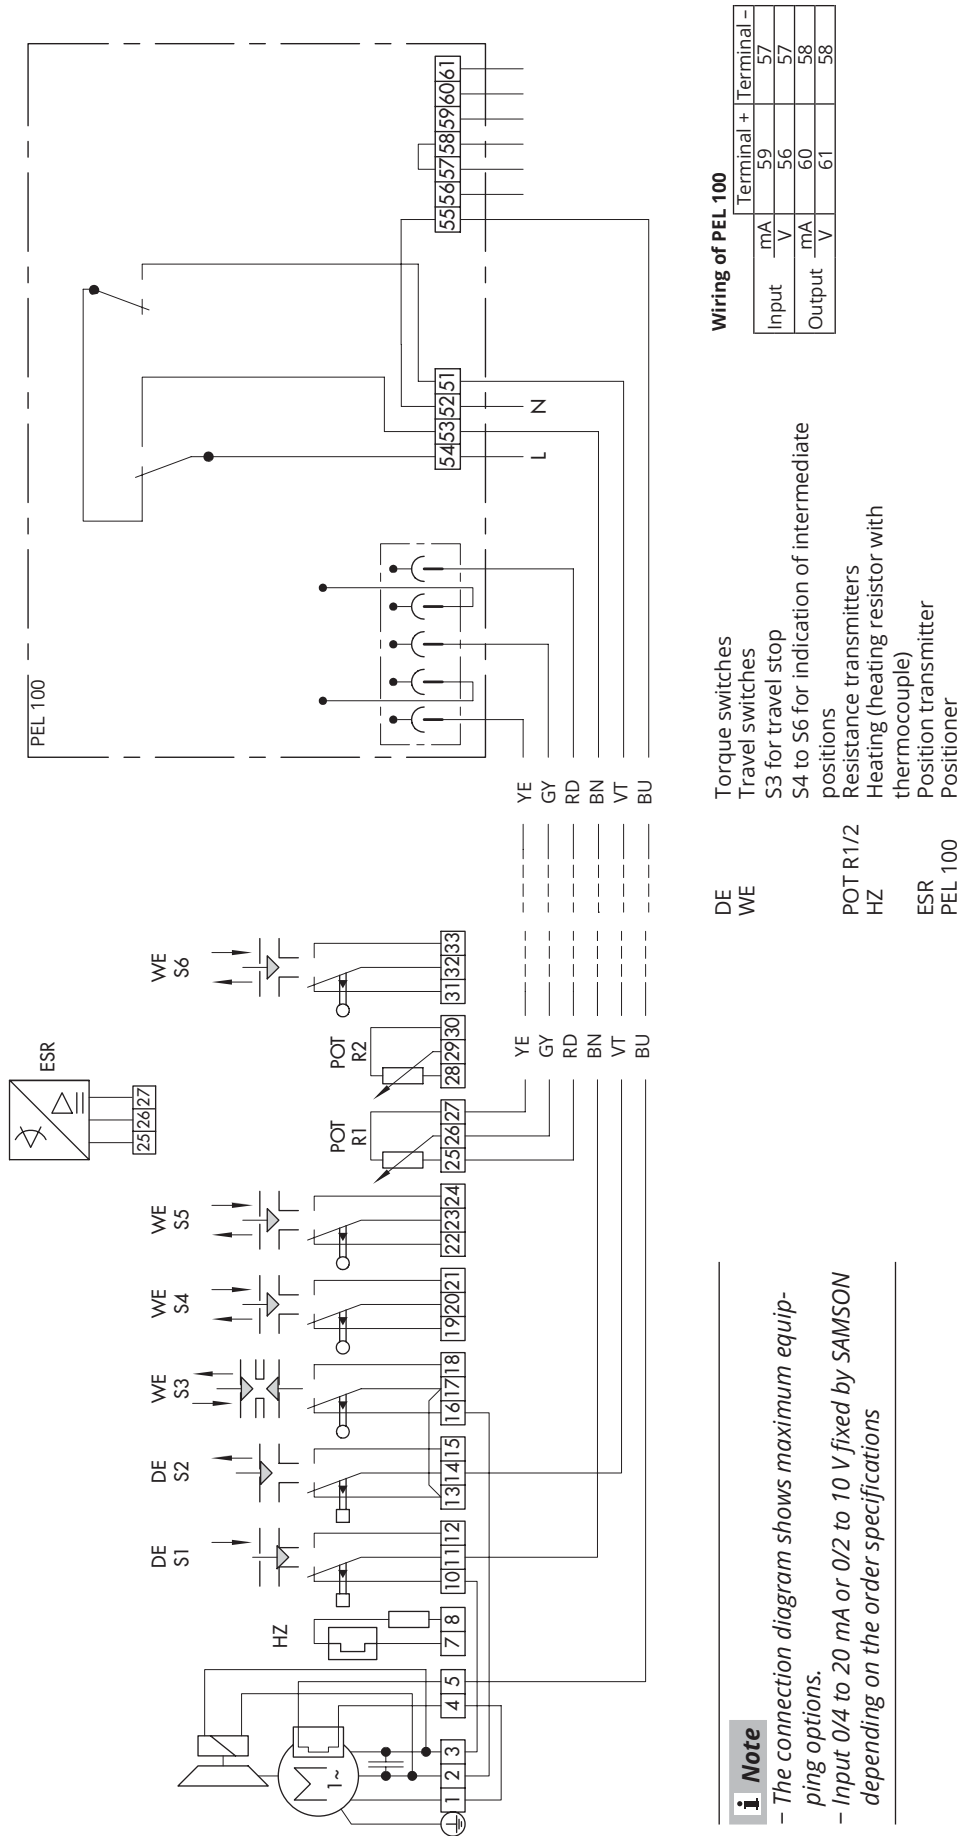 PEL 100
55 56 57 58 59 60 61
54 53 52 51
L N
ESR
25 26 27
HZ
DE
S1
DE
S2
WE
S3
WE
S4
WE
S5
POT
R1
POT
R2
WE
S6
M
1~
1 2 3
4 5
7 8
10 11 12
13 14 15
16 17 18
19 20 21
22 23 24
25 26 27
28 29 30
31 32 33
YE YE
GY GY
RD RD
BN BN
VT VT
BU BU
i Note
– The connection diagram shows maximum equip-
ping options.
– Input 0/4 to 20 mA or 0/2 to 10 V fixed by SAMSON
depending on the order specifications
DE Torque switches
WE Travel switches
S3 for travel stop
S4 to S6 for indication of intermediate
positions
POT R1/2 Resistance transmitters
HZ Heating (heating resistor with
thermocouple)
ESR Position transmitter
PEL 100 Positioner
Wiring of PEL 100
Terminal + Terminal –
Input mA 59 57
V 56 57
Output mA 60 58
V 61 58